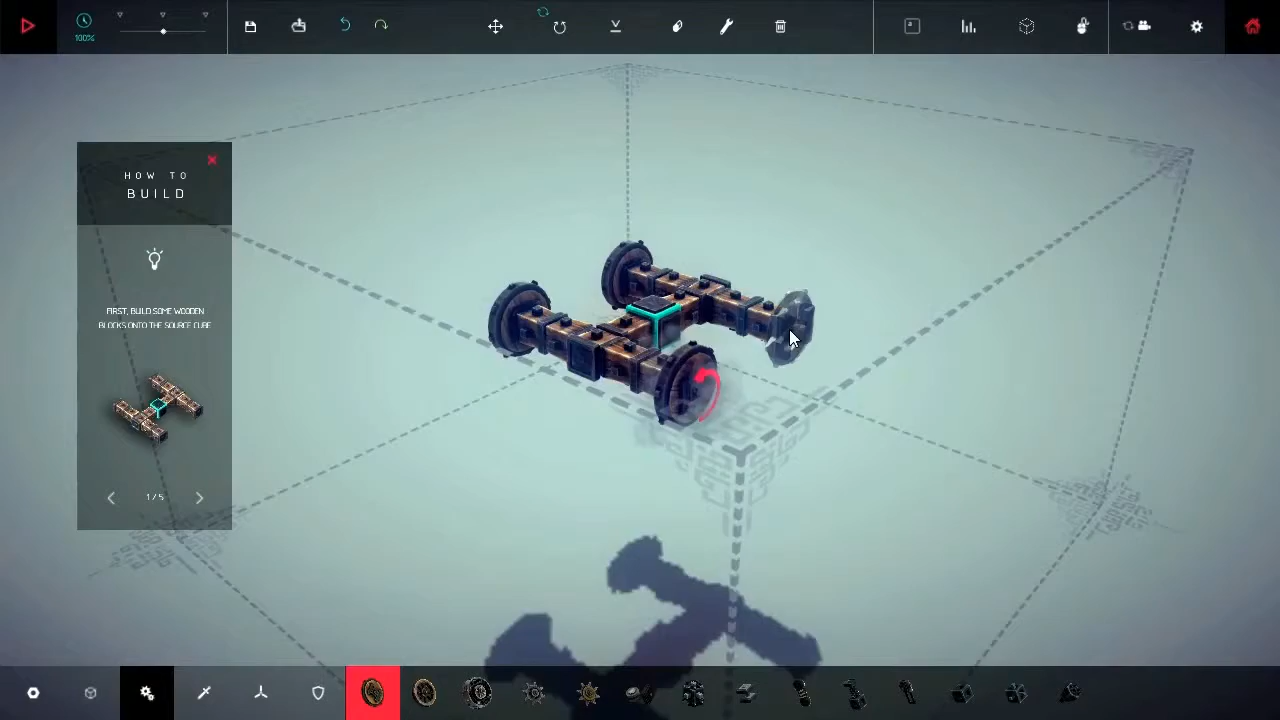 100%
HOW TO
BUILD
FIRST, BUILD SOME WOODEN
BLOCKS ONTO THE SOURCE CUBE
1/5